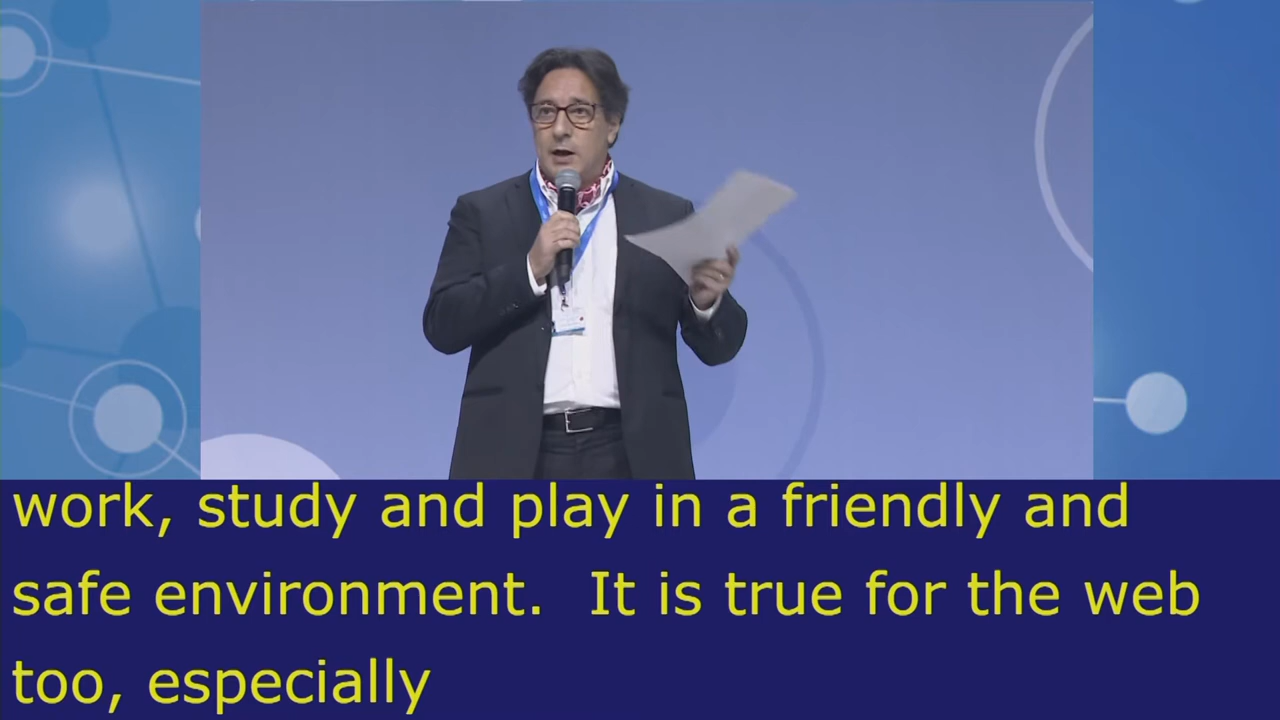 work, study and play in a friendly and
safe environment.  It is true for the web
too, especially